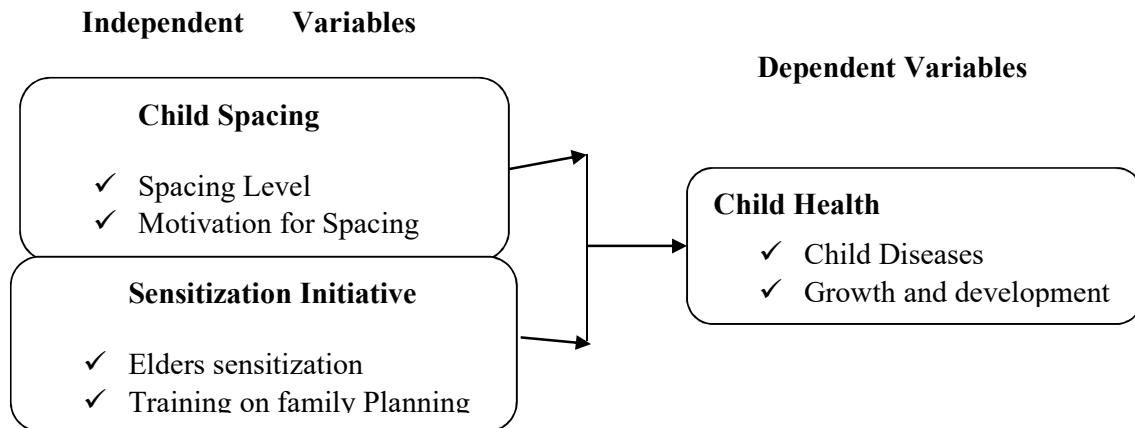 Independent Variables
Dependent Variables
Child Spacing
✓ Spacing Level
✓ Motivation for Spacing
Sensitization Initiative
✓ Elders sensitization
✓ Training on family Planning
Child Health
✓ Child Diseases
✓ Growth and development